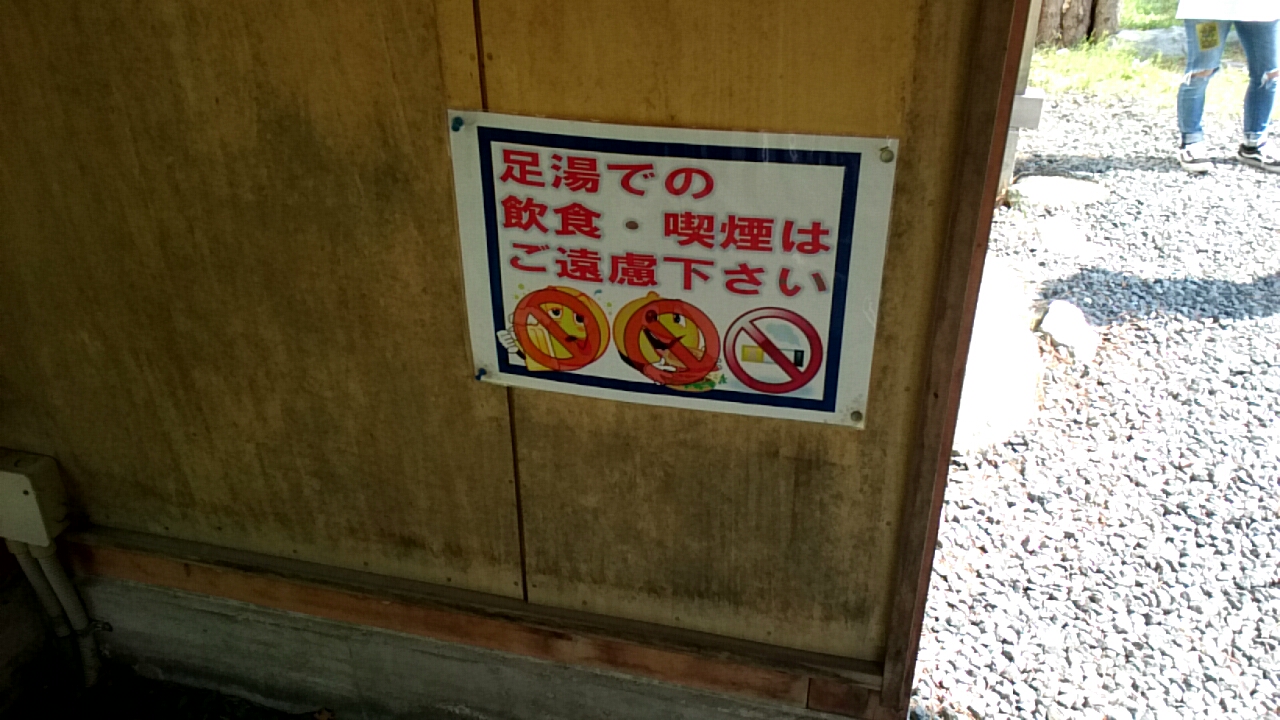 足湯での
飲食・喫煙は
ご遠慮下さい